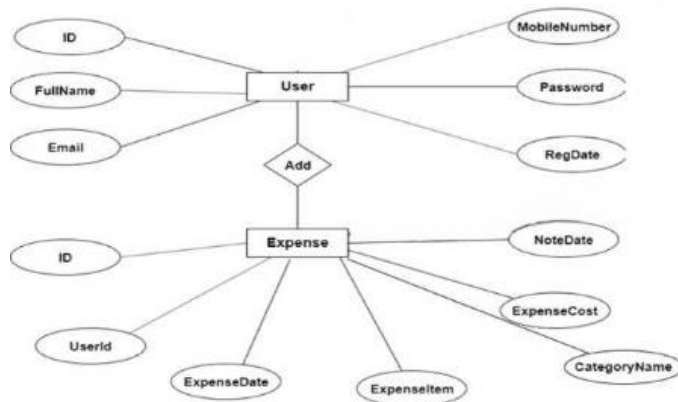 ID
MobileNumber
User
FullName
Password
Email
RegDate
Add
ID
Expense
NoteDate
UserId
ExpenseCost
ExpenseDate
ExpenseItem
CategoryName